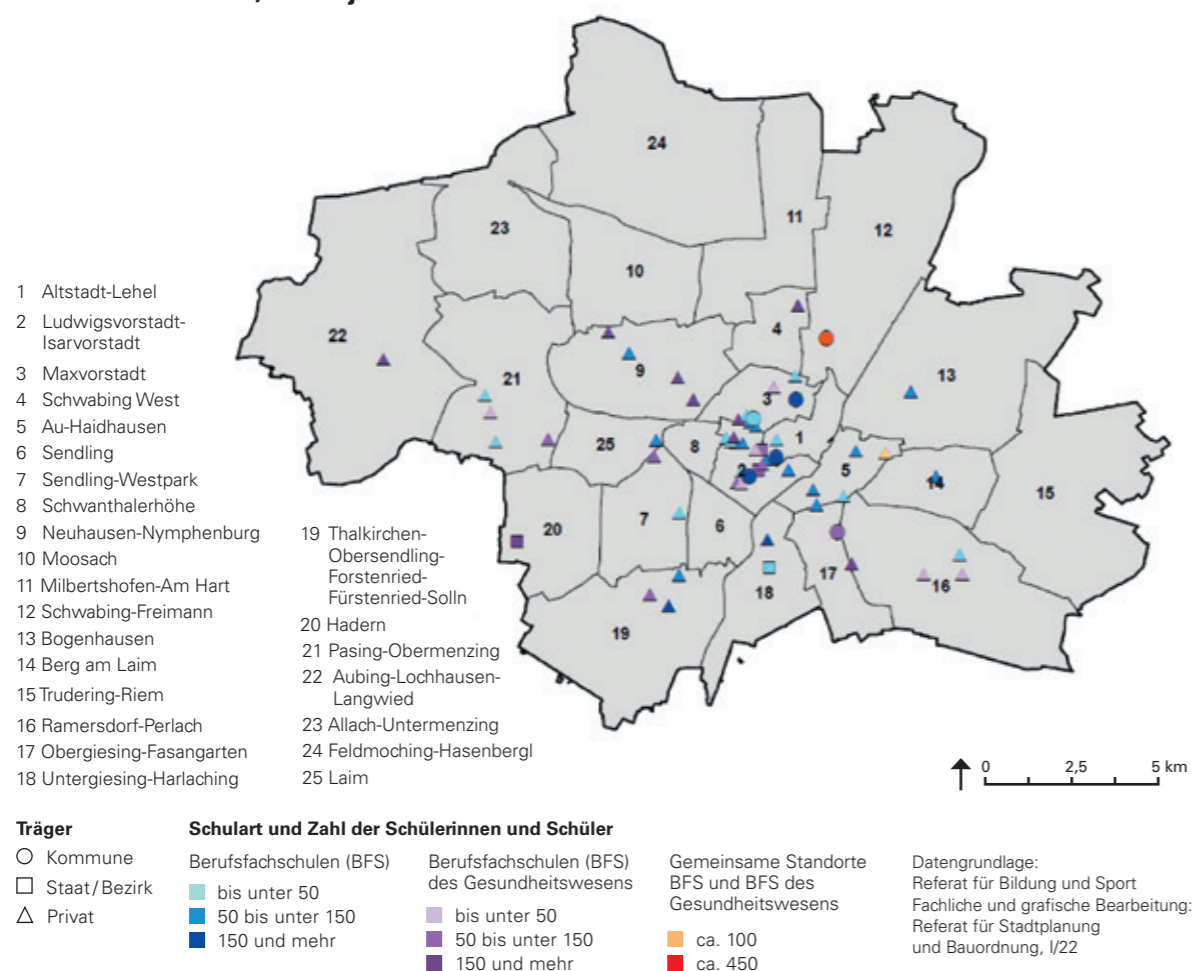 24
23
11
12
10
1 Altstadt-Lehel
2 Ludwigsvorstadt-
Isarvorstadt
3 Maxvorstadt
4 Schwabing West
5 Au-Haidhausen
6 Sendling
7 Sendling-Westpark
8 Schwanthalerhöhe
9 Neuhausen-Nymphenburg
10 Moosach
11 Milbertshofen-Am Hart
12 Schwabing-Freimann
13 Bogenhausen
14 Berg am Laim
15 Trudering-Riem
16 Ramersdorf-Perlach
17 Obergiesing-Fasangarten
18 Untergiesing-Harlaching
19 Thalkirchen-
Obersendling-
Forstenried-
Fürstenried-Solln
20 Hadern
21 Pasing-Obermenzing
22 Aubing-Lochhausen-
Langwied
23 Allach-Untermenzing
24 Feldmoching-Hasenbergl
25 Laim
22
4
21
9
13
3
25
8
1
2
5
14
15
20
7
6
17
16
18
19
0 2,5 5 km
Träger
Kommune
Staat/Bezirk
Privat
Schulart und Zahl der Schülerinnen und Schüler
Berufsfachschulen (BFS)
bis unter 50
50 bis unter 150
150 und mehr
Berufsfachschulen (BFS)
des Gesundheitswesens
bis unter 50
50 bis unter 150
150 und mehr
Gemeinsame Standorte
BFS und BFS des
Gesundheitswesens
ca. 100
ca. 450
Datengrundlage:
Referat für Bildung und Sport
Fachliche und grafische Bearbeitung:
Referat für Stadtplanung
und Bauordnung, I/22